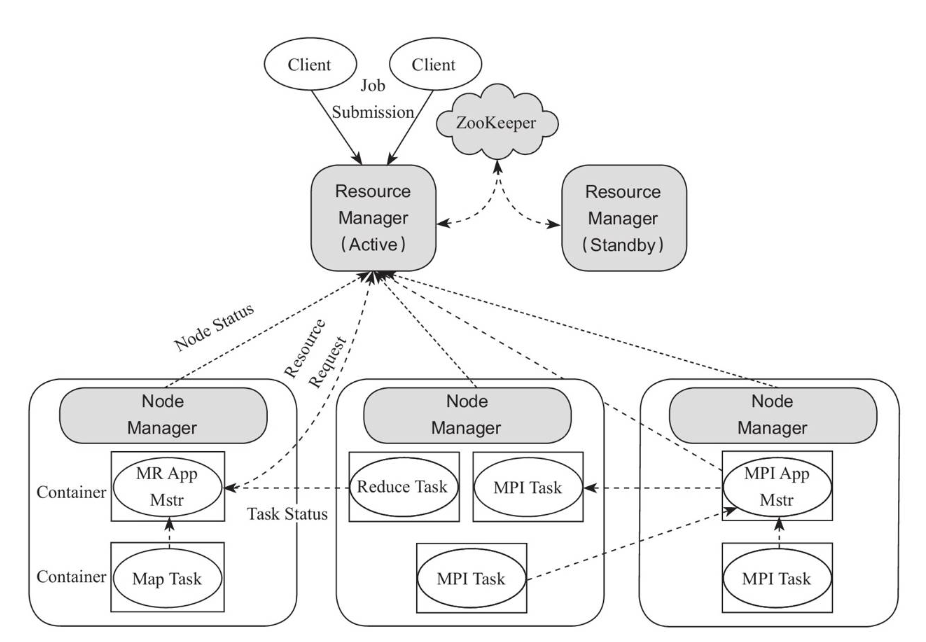 Client
Client
Job
Submission
ZooKeeper
Resource
Manager
(Active)
Resource
Manager
(Standby)
Node Status
Resource
Request
Node
Manager
Node
Manager
Node
Manager
Container
MR App
Mstr
Reduce Task
MPI Task
MPI App
Mstr
Task Status
Container
Map Task
MPI Task
MPI Task